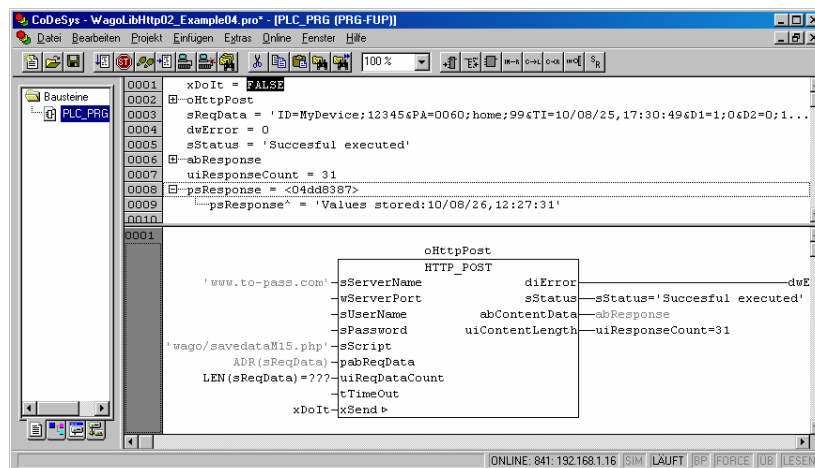 CoDeSys - WagoLibHttp02_Example04.pro* - [PLC_PRG (PRG-FUP)]
Datei Bearbeiten Projekt Einfügen Extras Online Fenster Hilfe
100 %
Bausteine
PLC_PRG
0001 xDoIt = FALSE
0002 oHttpPost
0003 sReqData = 'ID=MyDevice;12345&PA=0060;home;99&TI=10/08/25,17:30:49&D1=1;0&D2=0;1...
0004 dwError = 0
0005 sStatus = 'Succesful executed'
0006 abResponse
0007 uiResponseCount = 31
0008 psResponse = <04dd8387>
0009 psResponse^ = 'Values stored:10/08/26,12:27:31'
0010
0001
oHttpPost
HTTP_POST
'www.to-pass.com' sServerName diError dwE
wServerPort sStatus sStatus='Succesful executed'
sUserName abContentData abResponse
sPassword uiContentLength uiResponseCount=31
'wago/savedataM15.php' sScript
ADR(sReqData) pabReqData
LEN(sReqData)=??? uiReqDataCount
tTimeOut
xDoIt xSend
ONLINE: 841: 192.168.1.16 SIM LÄUFT BP FORCE ÜB LESEN